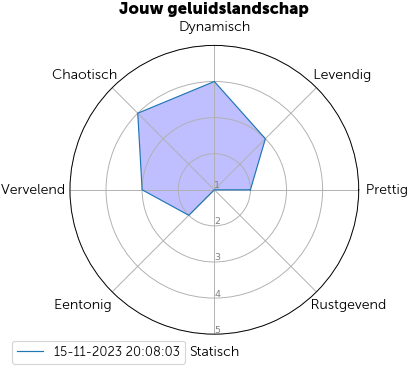 Jouw geluidslandschap
Dynamisch
Chaotisch
Levendig
Vervelend
1
Prettig
2
3
4
Eentonig
Rustgevend
5
15-11-2023 20:08:03
Statisch